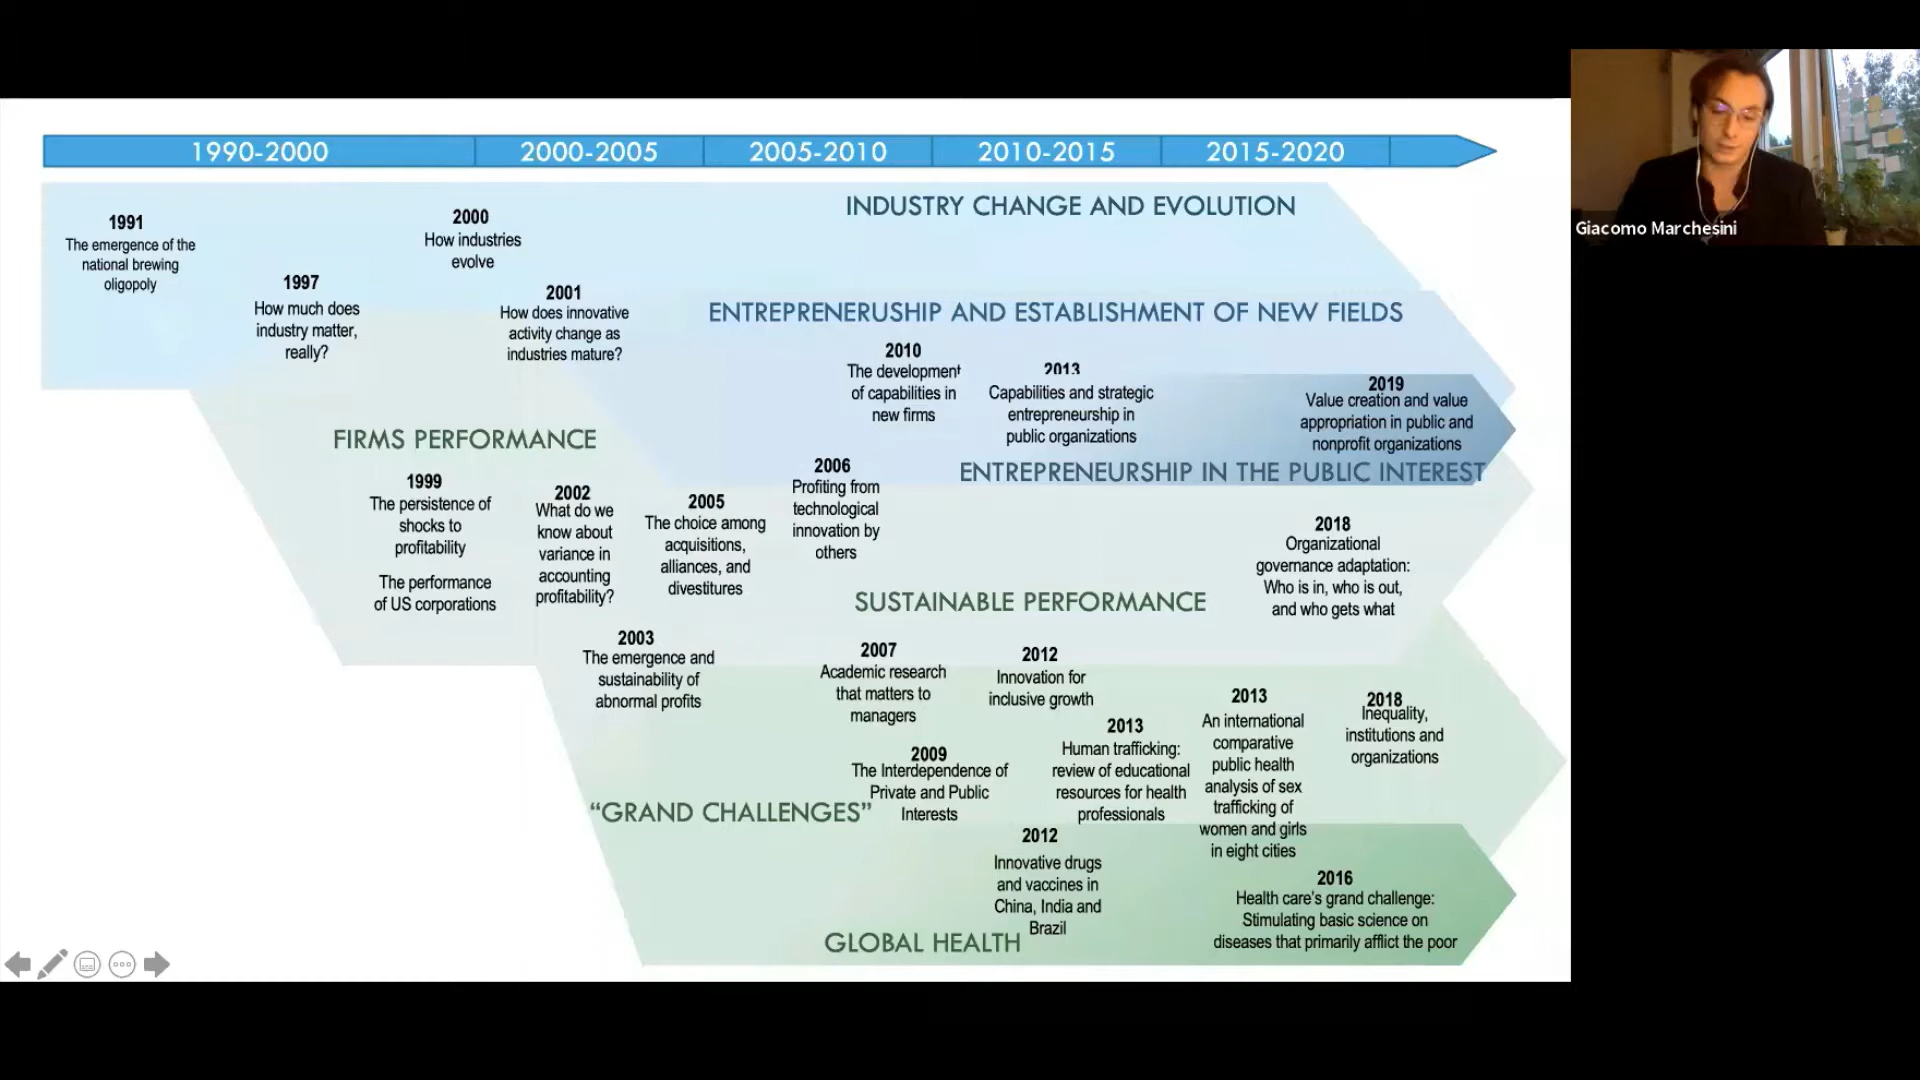 1990-2000
2000-2005
2005-2010
2010-2015
2015-2020
INDUSTRY CHANGE AND EVOLUTION
1991
The emergence of the
national brewing
oligopoly
1997
How much does
industry matter,
really?
2000
How industries
evolve
2001
How does innovative
activity change as
industries mature?
ENTREPRENERUSHIP AND ESTABLISHMENT OF NEW FIELDS
2010
The development
of capabilities in
new firms
2013
Capabilities and strategic
entrepreneurship in
public organizations
2019
Value creation and value
appropriation in public and
nonprofit organizations
ENTREPRENEURSHIP IN THE PUBLIC INTEREST
FIRMS PERFORMANCE
1999
The persistence of
shocks to
profitability
The performance
of US corporations
2002
What do we
know about
variance in
accounting
profitability?
2005
The choice among
acquisitions,
alliances, and
divestitures
2006
Profiting from
technological
innovation by
others
2018
Organizational
governance adaptation:
Who is in, who is out,
and who gets what
SUSTAINABLE PERFORMANCE
2003
The emergence and
sustainability of
abnormal profits
2007
Academic research
that matters to
managers
2012
Innovation for
inclusive growth
2009
The Interdependence of
Private and Public
Interests
2013
Human trafficking:
review of educational
resources for health
professionals
2013
An international
comparative
public health
analysis of sex
trafficking of
women and girls
in eight cities
2018
Inequality,
institutions and
organizations
“GRAND CHALLENGES”
2012
Innovative drugs
and vaccines in
China, India and
Brazil
2016
Health care's grand challenge:
Stimulating basic science on
diseases that primarily afflict the poor
GLOBAL HEALTH
Giacomo Marchesini